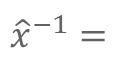 x̂⁻¹ =